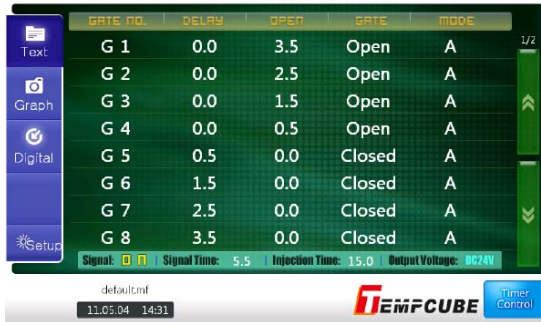 GATE NO. DELAY OPEN GATE MODE
Text
Graph
Digital
Setup
G 1 0.0 3.5 Open A
G 2 0.0 2.5 Open A
G 3 0.0 1.5 Open A
G 4 0.0 0.5 Open A
G 5 0.5 0.0 Closed A
G 6 1.5 0.0 Closed A
G 7 2.5 0.0 Closed A
G 8 3.5 0.0 Closed A
1/2
Signal: Signal Time: 5.5 Injection Time: 15.0 Output Voltage: DC24V
default.mf
11.05.04 14:31
TEMPCUBE
Timer Control